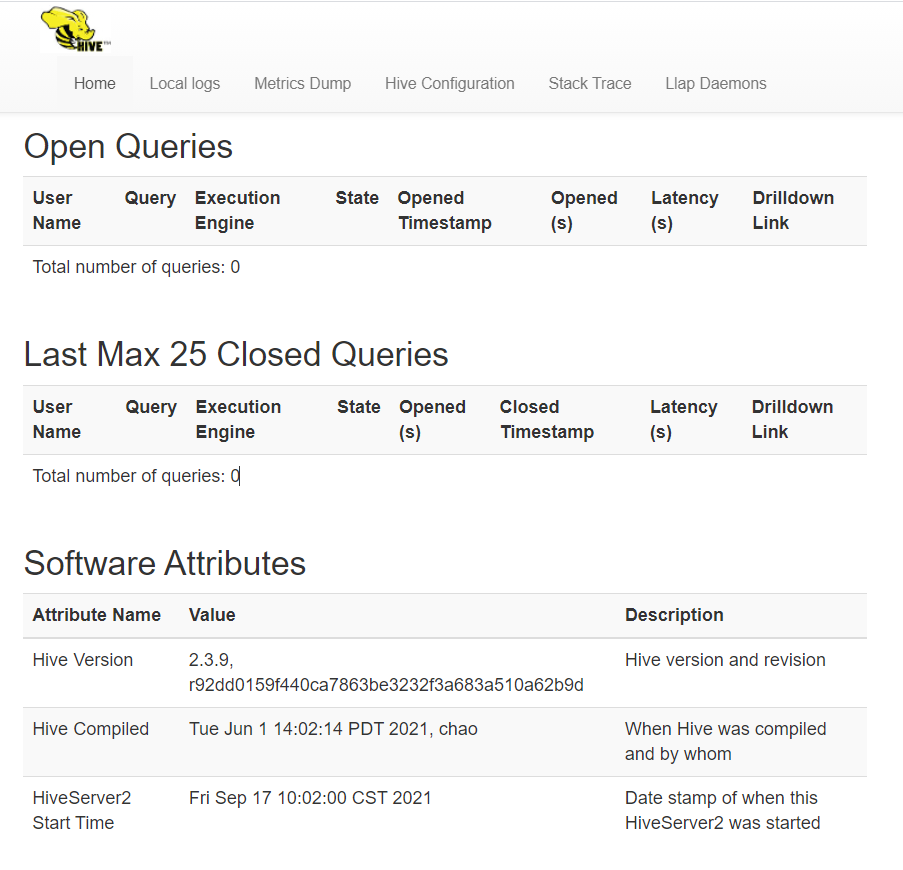 HIVE™
Home Local logs Metrics Dump Hive Configuration Stack Trace Llap Daemons
Open Queries
User Name Query Execution Engine State Opened Timestamp Opened (s) Latency (s) Drilldown Link
Total number of queries: 0
Last Max 25 Closed Queries
User Name Query Execution Engine State Opened (s) Closed Timestamp Latency (s) Drilldown Link
Total number of queries: 0
Software Attributes
Attribute Name Value Description
Hive Version 2.3.9, Hive version and revision
r92dd0159f440ca7863be3232f3a683a510a62b9d
Hive Compiled Tue Jun 1 14:02:14 PDT 2021, chao When Hive was compiled
and by whom
HiveServer2 Start Time Fri Sep 17 10:02:00 CST 2021 Date stamp of when this
HiveServer2 was started